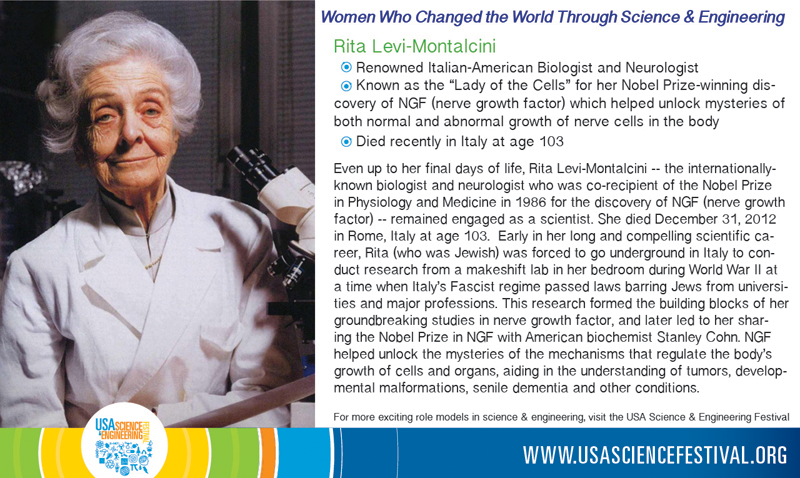 Women Who Changed the World Through Science & Engineering
Rita Levi-Montalcini
Renowned Italian-American Biologist and Neurologist
Known as the “Lady of the Cells” for her Nobel Prize-winning dis-
covery of NGF (nerve growth factor) which helped unlock mysteries of
both normal and abnormal growth of nerve cells in the body
Died recently in Italy at age 103
Even up to her final days of life, Rita Levi-Montalcini -- the internationally-
known biologist and neurologist who was co-recipient of the Nobel Prize
in Physiology and Medicine in 1986 for the discovery of NGF (nerve growth
factor) -- remained engaged as a scientist. She died December 31, 2012
in Rome, Italy at age 103. Early in her long and compelling scientific ca-
reer, Rita (who was Jewish) was forced to go underground in Italy to con-
duct research from a makeshift lab in her bedroom during World War II at
a time when Italy's Fascist regime passed laws barring Jews from universi-
ties and major professions. This research formed the building blocks of her
groundbreaking studies in nerve growth factor, and later led to her shar-
ing the Nobel Prize in NGF with American biochemist Stanley Cohn. NGF
helped unlock the mysteries of the mechanisms that regulate the body's
growth of cells and organs, aiding in the understanding of tumors, develop-
mental malformations, senile dementia and other conditions.
For more exciting role models in science & engineering, visit the USA Science & Engineering Festival
USA SCIENCE
& ENGINEERING
FESTIVAL
WWW.USASCIENCEFESTIVAL.ORG